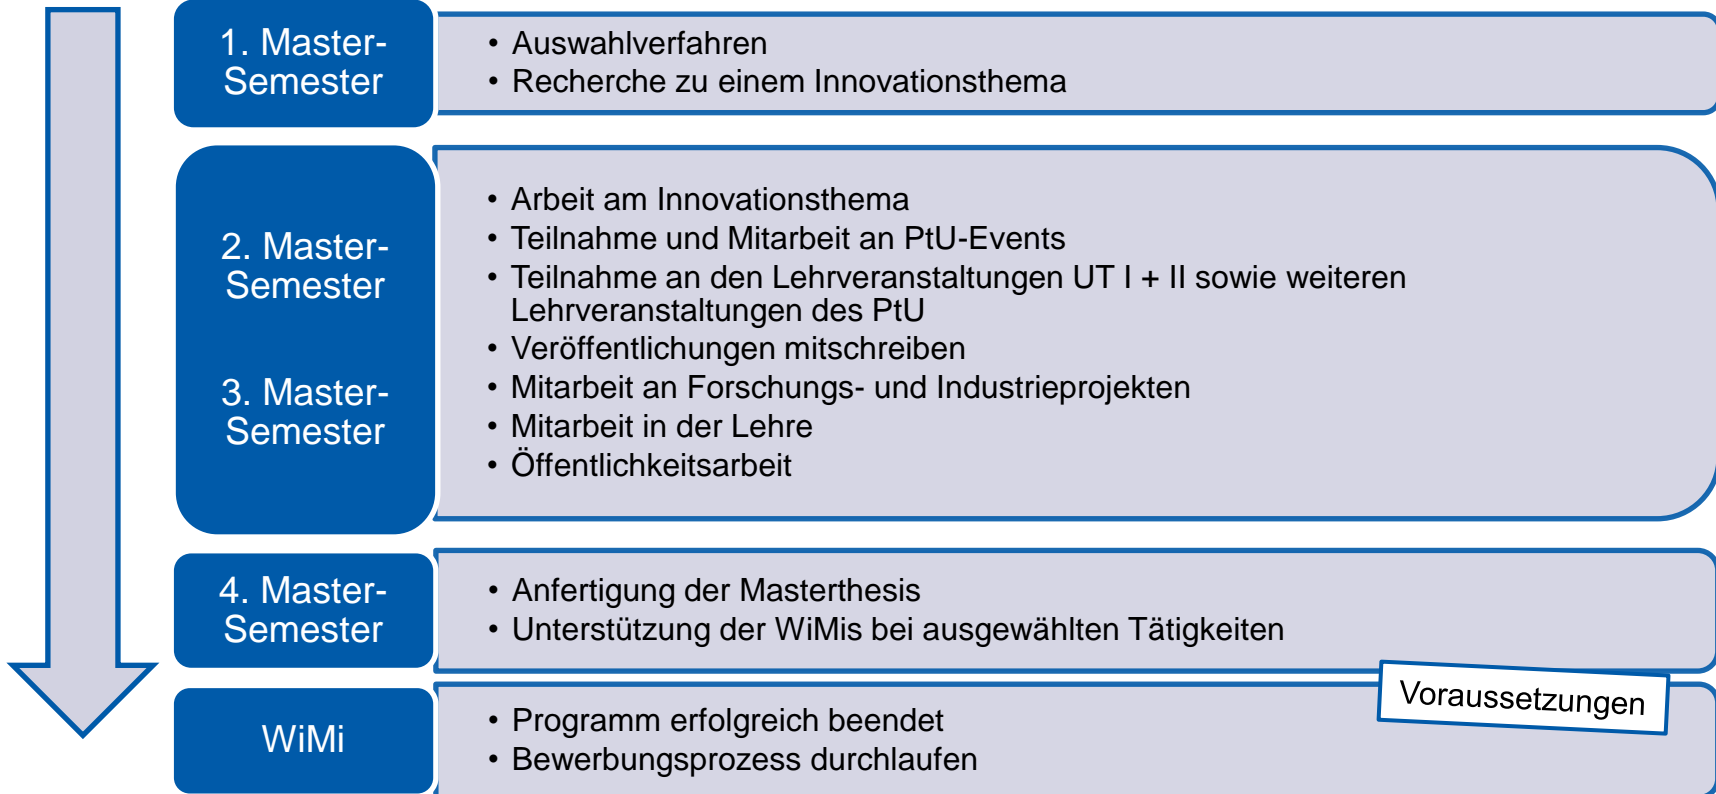 1. Master-
Semester
• Auswahlverfahren
• Recherche zu einem Innovationsthema
2. Master-
Semester
3. Master-
Semester
• Arbeit am Innovationsthema
• Teilnahme und Mitarbeit an PtU-Events
• Teilnahme an den Lehrveranstaltungen UT I + II sowie weiteren
Lehrveranstaltungen des PtU
• Veröffentlichungen mitschreiben
• Mitarbeit an Forschungs- und Industrieprojekten
• Mitarbeit in der Lehre
• Öffentlichkeitsarbeit
4. Master-
Semester
• Anfertigung der Masterthesis
• Unterstützung der WiMis bei ausgewählten Tätigkeiten
Voraussetzungen
WiMi
• Programm erfolgreich beendet
• Bewerbungsprozess durchlaufen